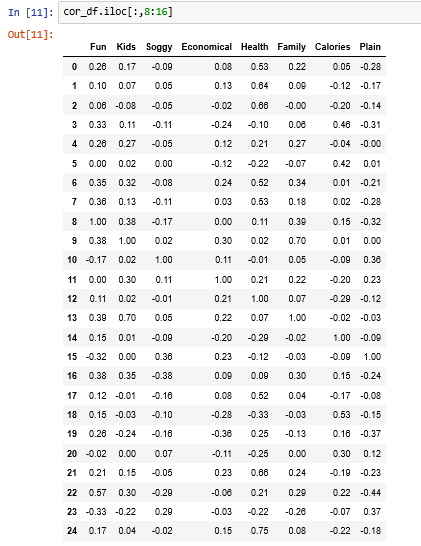 In [11]: cor_df.iloc[:,8:16]
Out[11]:
Fun Kids Soggy Economical Health Family Calories Plain
0 0.26 0.17 -0.09 0.08 0.53 0.22 0.05 -0.28
1 0.10 0.07 0.05 0.13 0.64 0.09 -0.12 -0.17
2 0.06 -0.08 -0.05 -0.02 0.66 -0.00 -0.20 -0.14
3 0.33 0.11 -0.11 -0.24 -0.10 0.06 0.46 -0.31
4 0.26 0.27 -0.05 0.12 0.21 0.27 -0.04 -0.00
5 0.00 0.02 0.00 -0.12 -0.22 -0.07 0.42 0.01
6 0.35 0.32 -0.08 0.24 0.52 0.34 0.01 -0.21
7 0.36 0.13 -0.11 0.03 0.53 0.18 0.02 -0.28
8 1.00 0.38 -0.17 0.00 0.11 0.39 0.15 -0.32
9 0.38 1.00 0.02 0.30 0.02 0.70 0.01 0.00
10 -0.17 0.02 1.00 0.11 -0.01 0.05 -0.09 0.36
11 0.00 0.30 0.11 1.00 0.21 0.22 -0.20 0.23
12 0.11 0.02 -0.01 0.21 1.00 0.07 -0.29 -0.12
13 0.39 0.70 0.05 0.22 0.07 1.00 -0.02 -0.03
14 0.15 0.01 -0.09 -0.20 -0.29 -0.02 1.00 -0.09
15 -0.32 0.00 0.36 0.23 -0.12 -0.03 -0.09 1.00
16 0.38 0.35 -0.38 0.09 0.09 0.30 0.15 -0.24
17 0.12 -0.01 -0.16 0.08 0.52 0.04 -0.17 -0.08
18 0.15 -0.03 -0.10 -0.28 -0.33 -0.03 0.53 -0.15
19 0.26 -0.24 -0.16 -0.36 0.25 -0.13 0.16 -0.37
20 -0.02 0.00 0.07 -0.11 -0.25 0.00 0.30 0.12
21 0.21 0.15 -0.05 0.23 0.66 0.24 -0.19 -0.23
22 0.57 0.30 -0.29 -0.06 0.21 0.29 0.22 -0.44
23 -0.33 -0.22 0.29 -0.03 -0.22 -0.26 -0.07 0.37
24 0.17 0.04 -0.02 0.15 0.75 0.08 -0.22 -0.18